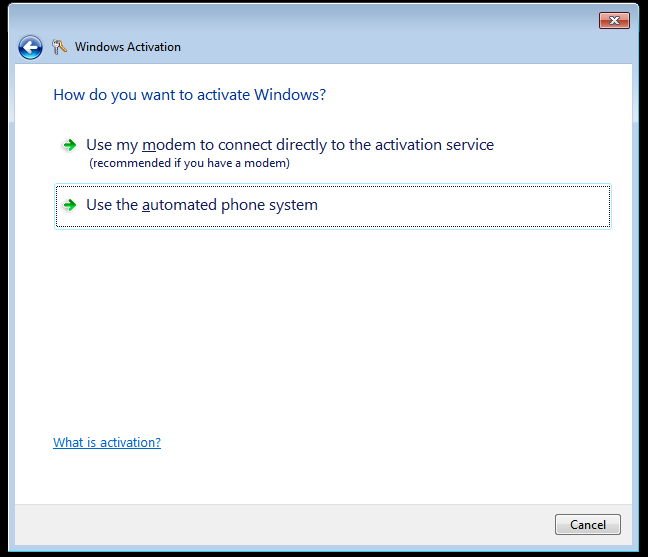 Windows Activation
How do you want to activate Windows?
Use my modem to connect directly to the activation service
(recommended if you have a modem)
Use the automated phone system
What is activation?
Cancel